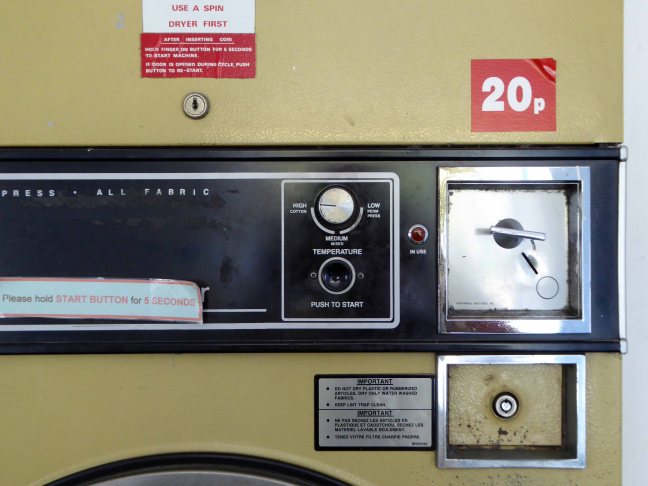 USE A SPIN
DRYER FIRST
AFTER INSERTING COIN
HOLD FINGER ON BUTTON FOR 5 SECONDS
TO START MACHINE.
IF DOOR IS OPENED DURING CYCLE, PUSH
BUTTON TO RE-START.
20p
PRESS • ALL FABRIC
HIGH
COTTON
LOW
PERM
PRESS
MEDIUM
MIXED
TEMPERATURE
PUSH TO START
IN USE
Please hold START BUTTON for 5 SECONDS
IMPORTANT
• DO NOT DRY PLASTIC OR RUBBERIZED
ARTICLES, DRY ONLY WATER WASHED
FABRICS.
• KEEP LINT TRAP CLEAN.
IMPORTANT
• NE PAS SECHEZ LES ARTICLES EN
PLASTIQUE ET CAOUTCHOU, SECHEZ LES
MATERIEL LAVABLE SEULEMENT.
• TENEZ VOTRE FILTRE CHARPIE PROPRE.